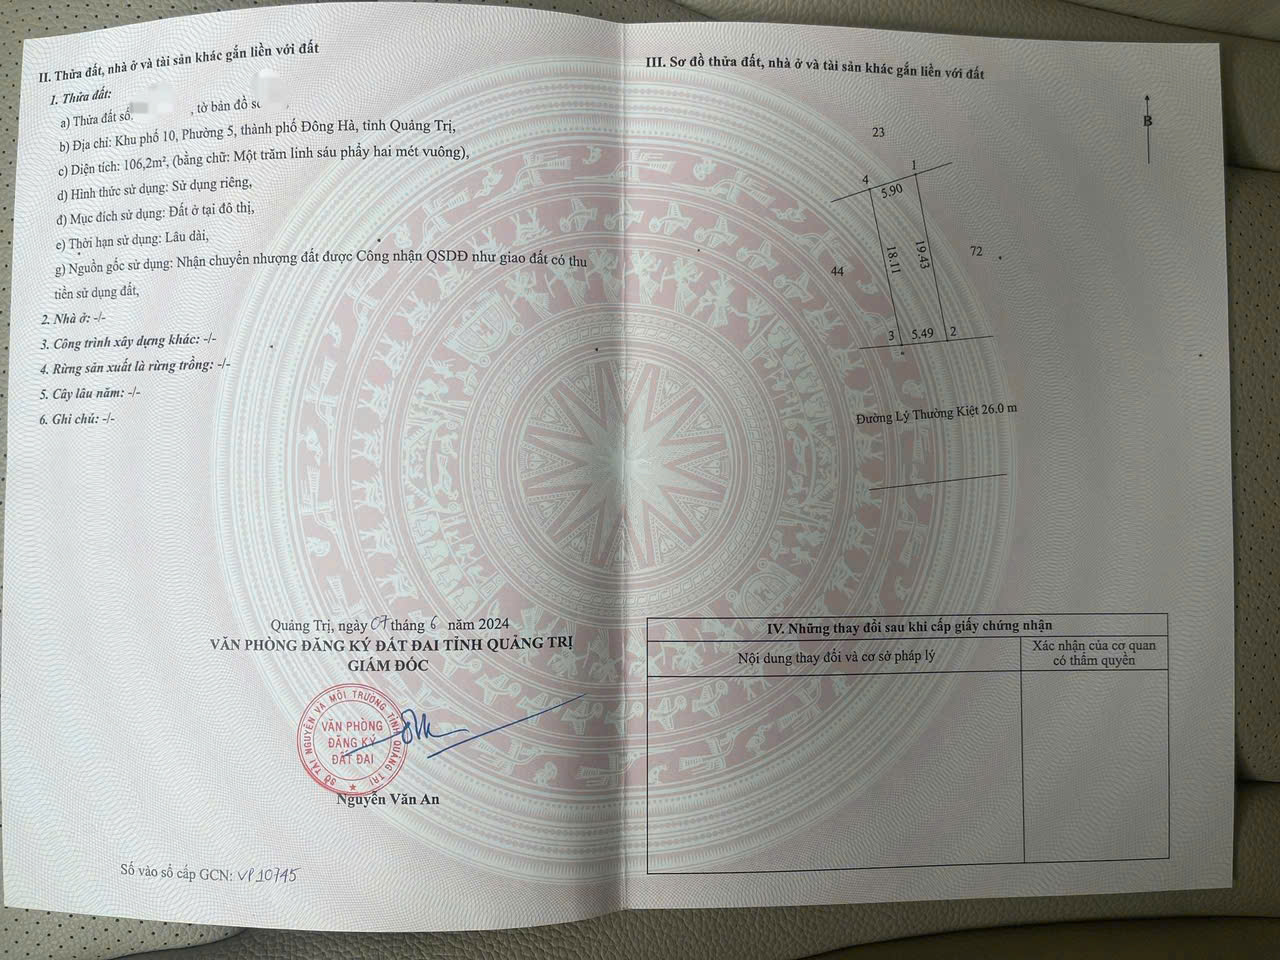 II. Thửa đất, nhà ở và tài sản khác gắn liền với đất
1. Thửa đất:
a) Thửa đất số: , tờ bản đồ số
b) Địa chỉ: Khu phố 10, Phường 5, thành phố Đông Hà, tỉnh Quảng Trị,
c) Diện tích: 106,2m², (bằng chữ: Một trăm linh sáu phẩy hai mét vuông),
d) Hình thức sử dụng: Sử dụng riêng,
đ) Mục đích sử dụng: Đất ở tại đô thị,
e) Thời hạn sử dụng: Lâu dài,
g) Nguồn gốc sử dụng: Nhận chuyển nhượng đất được Công nhận QSDĐ như giao đất có thu
tiền sử dụng đất,
2. Nhà ở: -/-
3. Công trình xây dựng khác: -/-
4. Rừng sản xuất là rừng trồng: -/-
5. Cây lâu năm: -/-
6. Ghi chú: -/-
Quảng Trị, ngày 07 tháng 6 năm 2024
VĂN PHÒNG ĐĂNG KÝ ĐẤT ĐAI TỈNH QUẢNG TRỊ
GIÁM ĐỐC
SỞ TÀI NGUYÊN VÀ MÔI TRƯỜNG TỈNH QUẢNG TRỊ
VĂN PHÒNG
ĐĂNG KÝ
ĐẤT ĐAI
Nguyễn Văn An
Số vào sổ cấp GCN: VP 10745
III. Sơ đồ thửa đất, nhà ở và tài sản khác gắn liền với đất
B
23
1
4
5.90
19.43
18.11
72
44
3
5.49
2
Đường Lý Thường Kiệt 26.0 m
IV. Những thay đổi sau khi cấp giấy chứng nhận
Nội dung thay đổi và cơ sở pháp lý
Xác nhận của cơ quan
có thẩm quyền